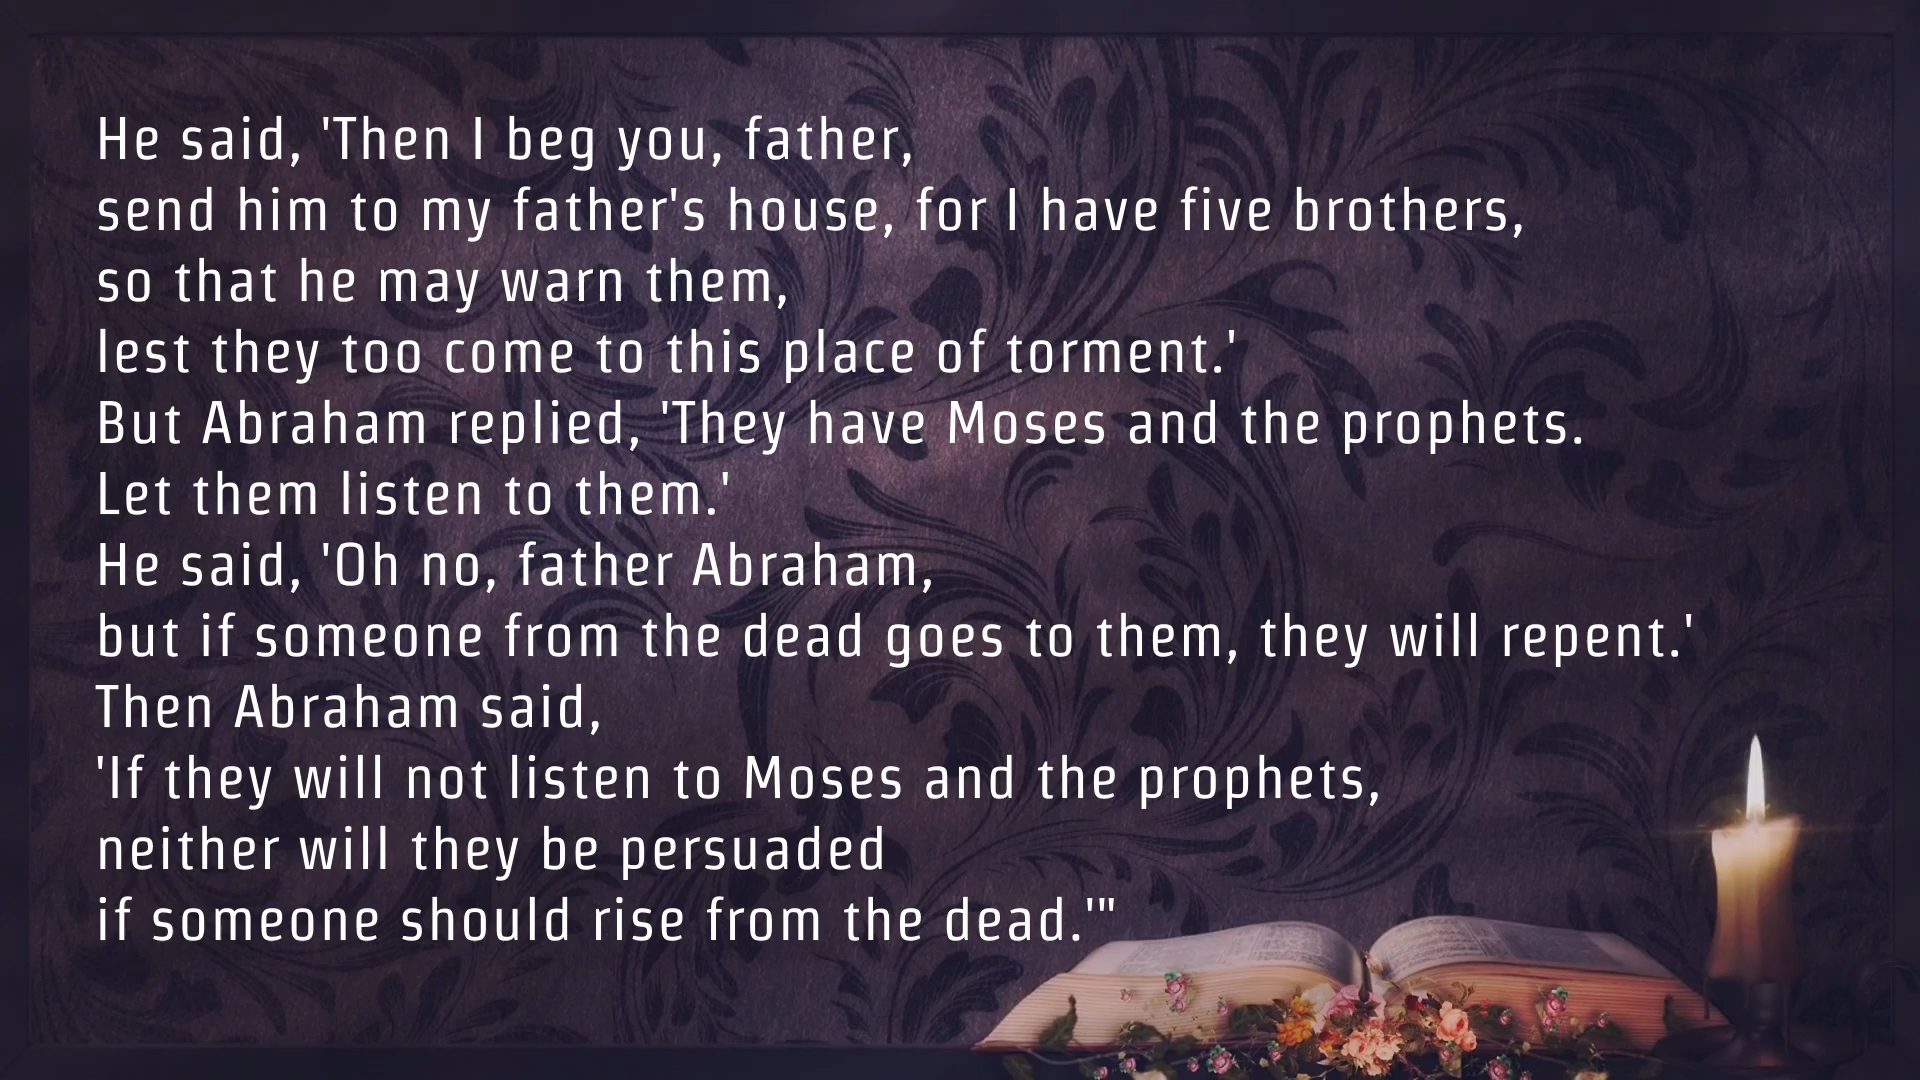 He said, 'Then I beg you, father,
send him to my father's house, for I have five brothers,
so that he may warn them,
lest they too come to this place of torment.'
But Abraham replied, 'They have Moses and the prophets.
Let them listen to them.'
He said, 'Oh no, father Abraham,
but if someone from the dead goes to them, they will repent.'
Then Abraham said,
'If they will not listen to Moses and the prophets,
neither will they be persuaded
if someone should rise from the dead.'"